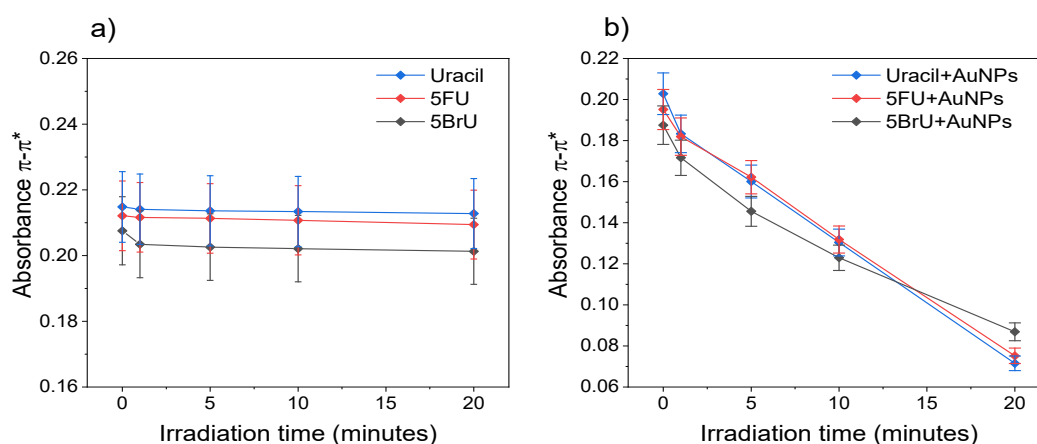 a)
0.26
0.24
0.22
0.20
0.18
0.16
Absorbance π-π*
Uracil
5FU
5BrU
0 5 10 15 20
Irradiation time (minutes)
b)
0.22
0.20
0.18
0.16
0.14
0.12
0.10
0.08
0.06
Absorbance π-π*
Uracil+AuNPs
5FU+AuNPs
5BrU+AuNPs
0 5 10 15 20
Irradiation time (minutes)